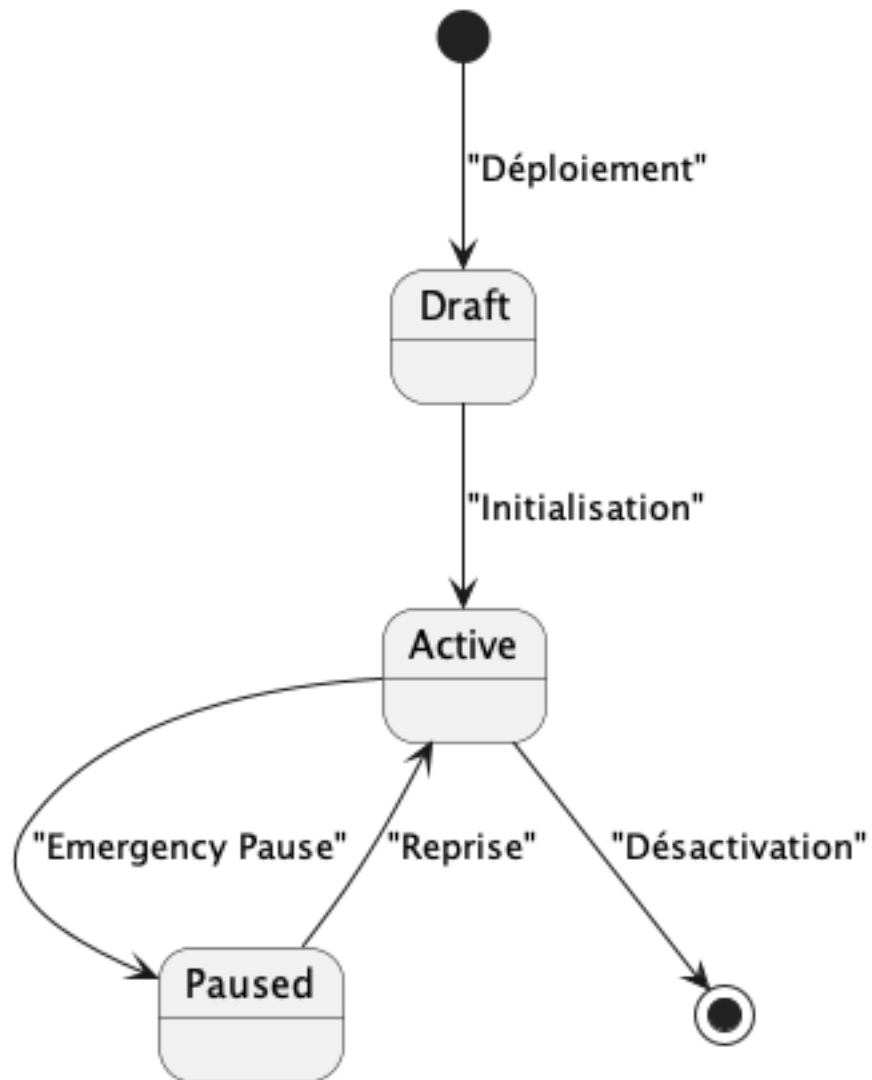 "Déploiement"
Draft
"Initialisation"
Active
"Emergency Pause"
"Reprise"
"Désactivation"
Paused